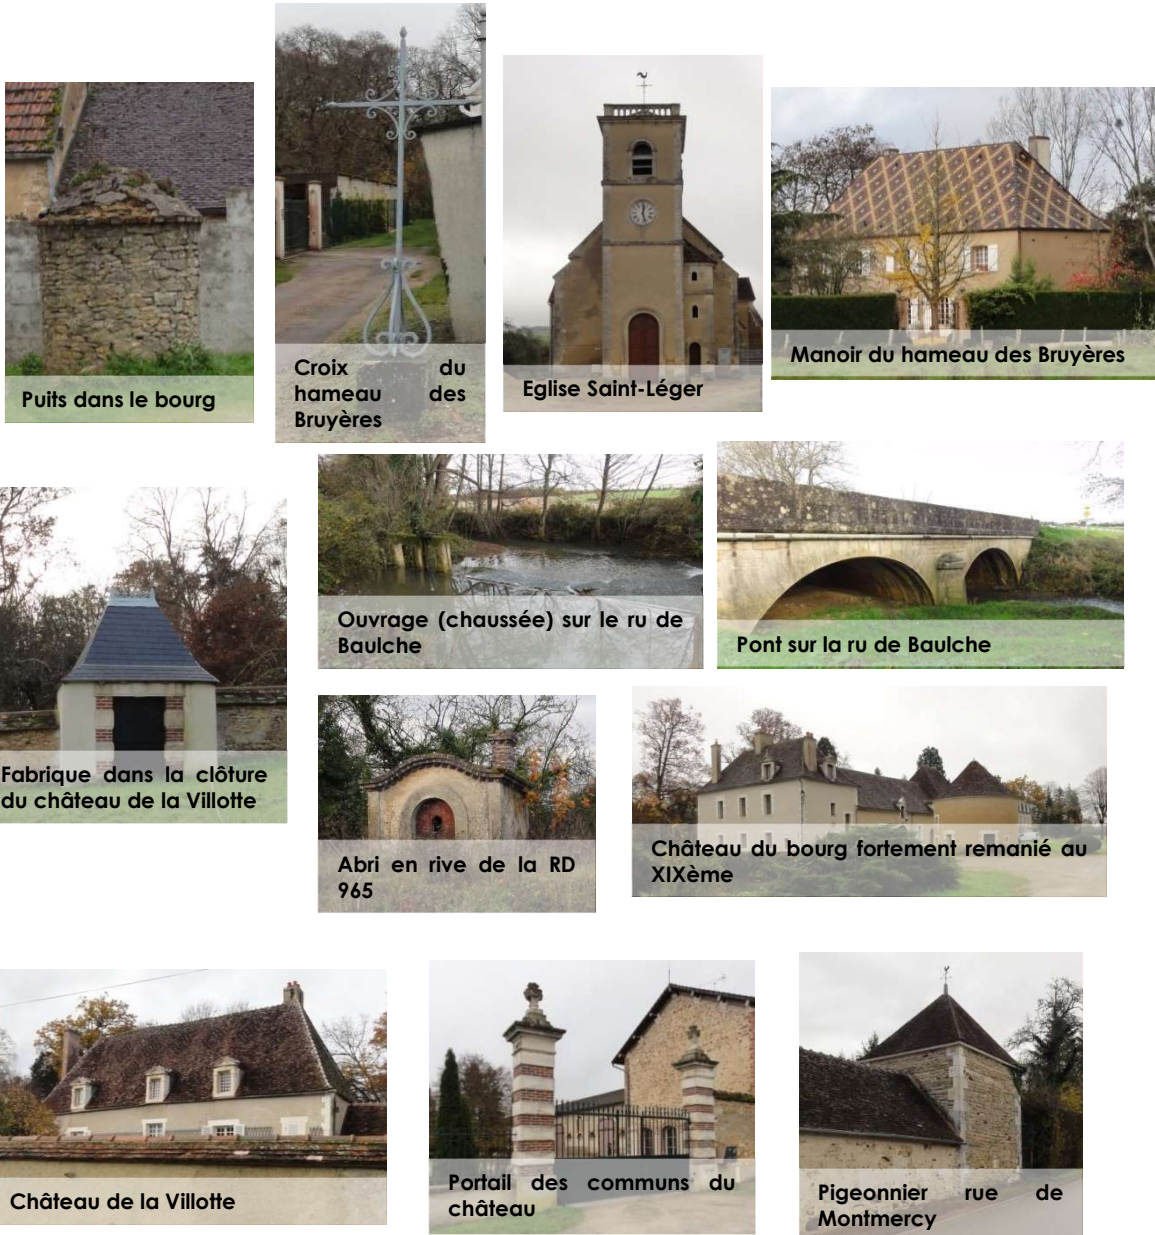 Puits dans le bourg
Croix du
hameau des
Bruyères
Eglise Saint-Léger
Manoir du hameau des Bruyères
Ouvrage (chaussée) sur le ru de
Baulche
Pont sur la ru de Baulche
Fabrique dans la clôture
du château de la Villotte
Abri en rive de la RD
965
Château du bourg fortement remanié au
XIXème
Château de la Villotte
Portail des communs du
château
Pigeonnier rue de
Montmercy